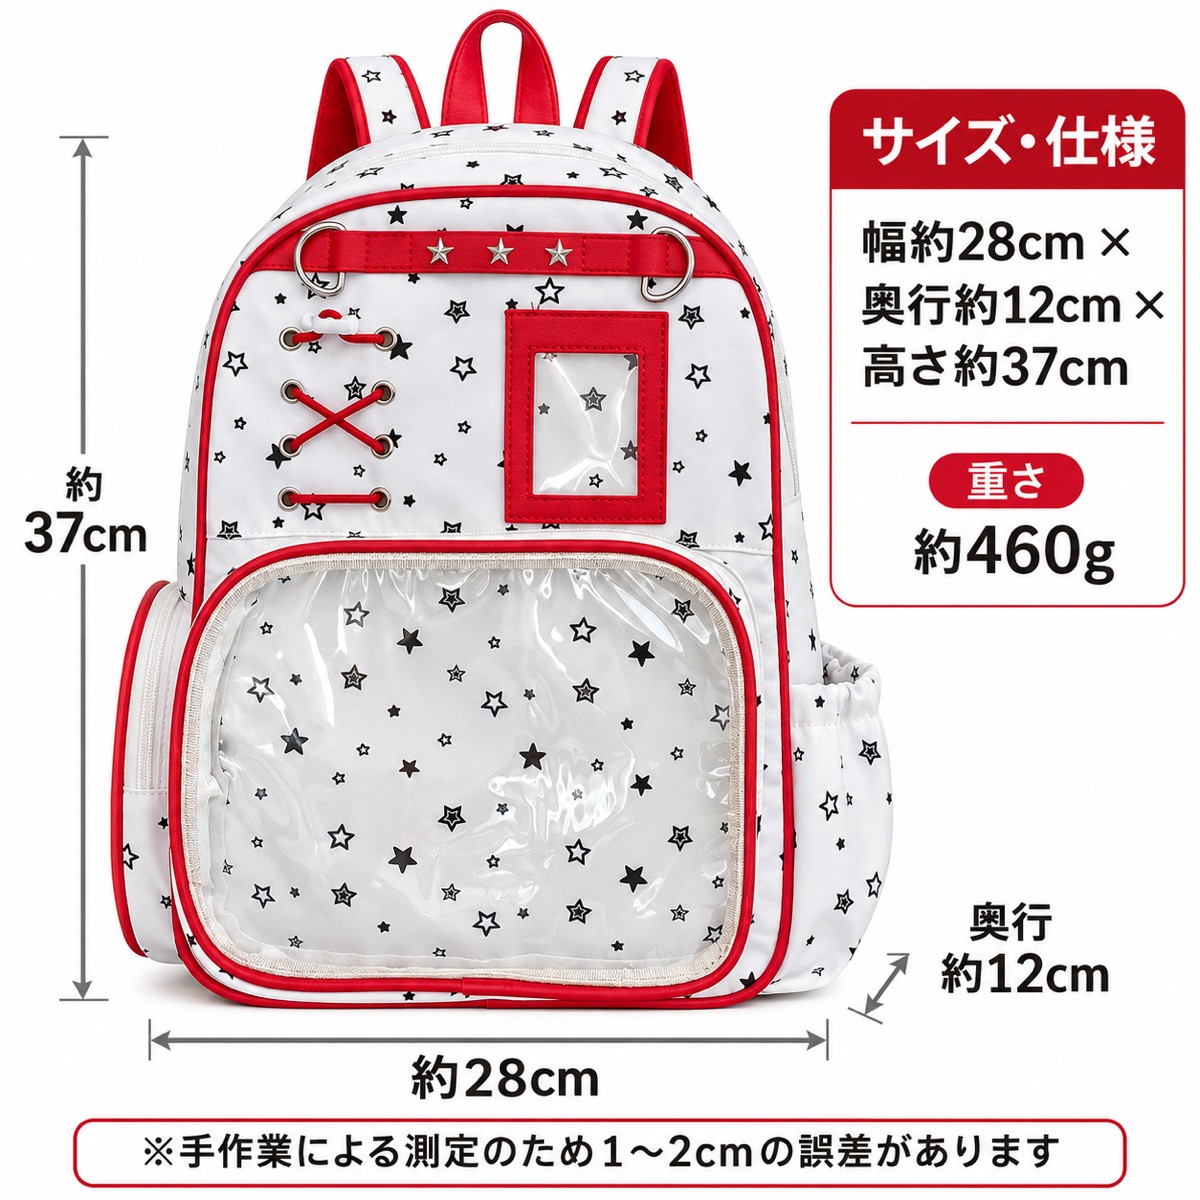 サイズ・仕様
幅約28cm×
奥行約12cm×
高さ約37cm
重さ
約460g
約
37cm
奥行
約12cm
約28cm
※手作業による測定のため1〜2cmの誤差があります